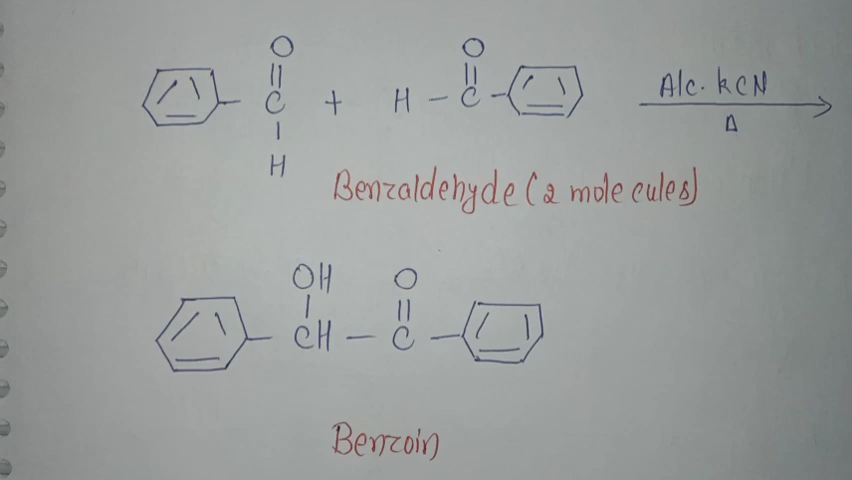 O O
C + H - C Alc. KCN
H Δ
Benzaldehyde (2 molecules)
OH O
CH - C
Benzoin